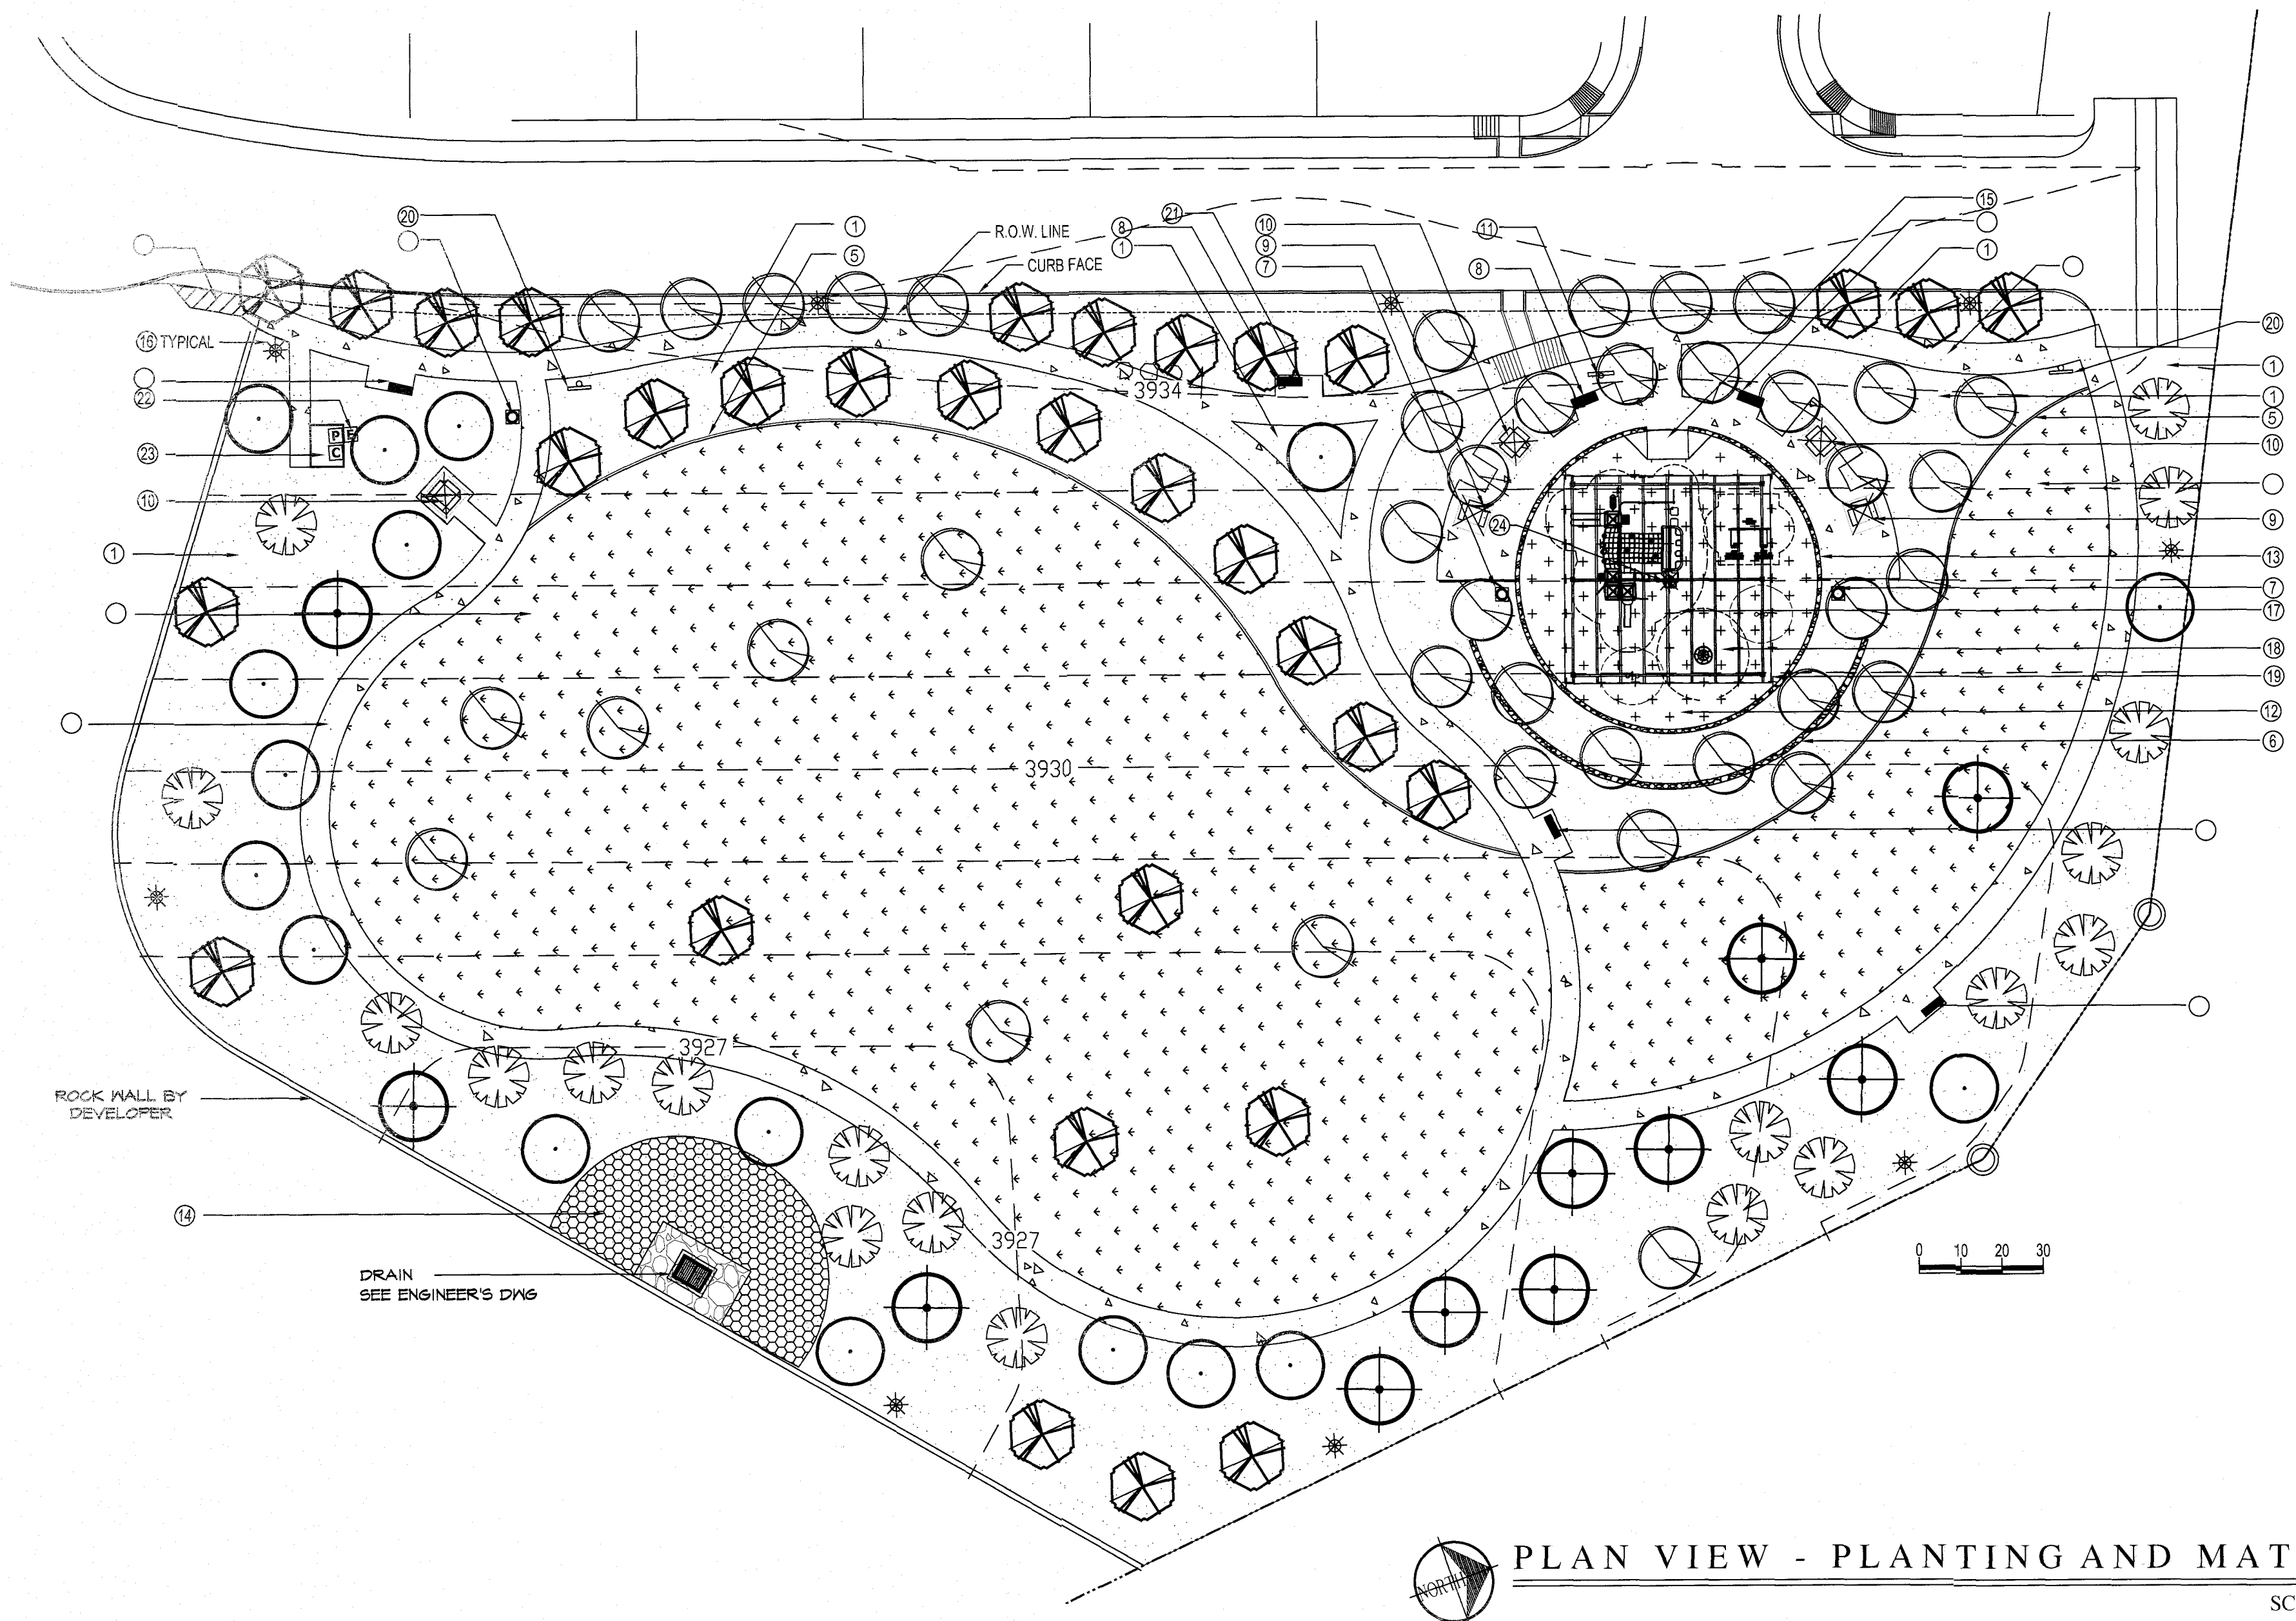 15
20
1
21
8
10
11
R.O.W. LINE
1
9
1
5
CURB FACE
7
8
20
16 TYPICAL
1
3934
22
1
5
P E
C
23
10
10
9
24
1
13
7
17
18
19
12
6
3930
3927
ROCK WALL BY
DEVELOPER
14
3927
0 10 20 30
DRAIN
SEE ENGINEER'S DWG
NORTH
PLAN VIEW - PLANTING AND MAT
SC